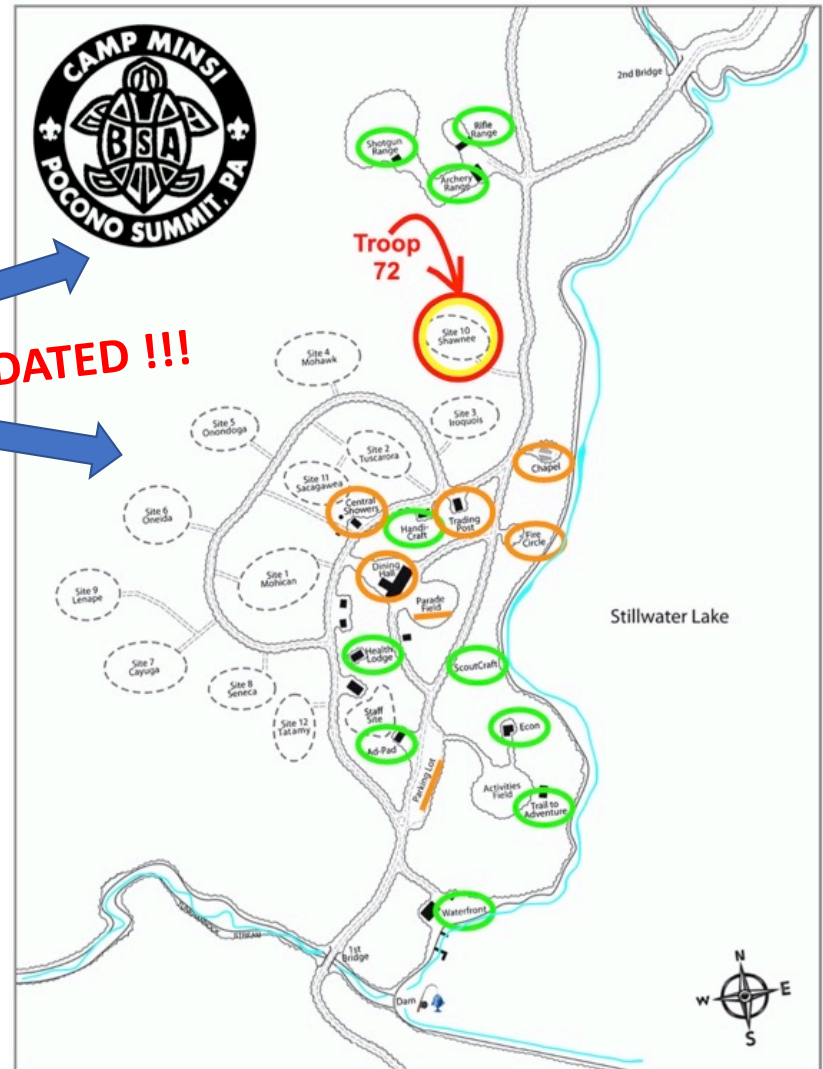 CAMP MINSI
BSA
POCONO SUMMIT, PA
2nd Bridge
Rifle
Range
Shotgun
Range
Archery
Range
Troop
72
Site 10
Shawnee
DATED !!!
Site 4
Mohawk
Site 5
Onondoga
Site 3
Iroquois
Site 2
Tuscarora
Site 11
Sacagawea
Chapel
Central
Showers
Trading
Post
Handi-
Craft
Site 6
Oneida
Fire
Circle
Dining
Hall
Site 1
Mohican
Parade
Field
Site 9
Lenape
Stillwater Lake
Health
Lodge
ScoutCraft
Site 7
Cayuga
Site 8
Seneca
Staff
Site
Site 12
Tatamy
Econ
Ad-Pad
Parking Lot
Activities
Field
Trail to
Adventure
Waterfront
STREAM
1st
Bridge
Dam
N
W
E
S